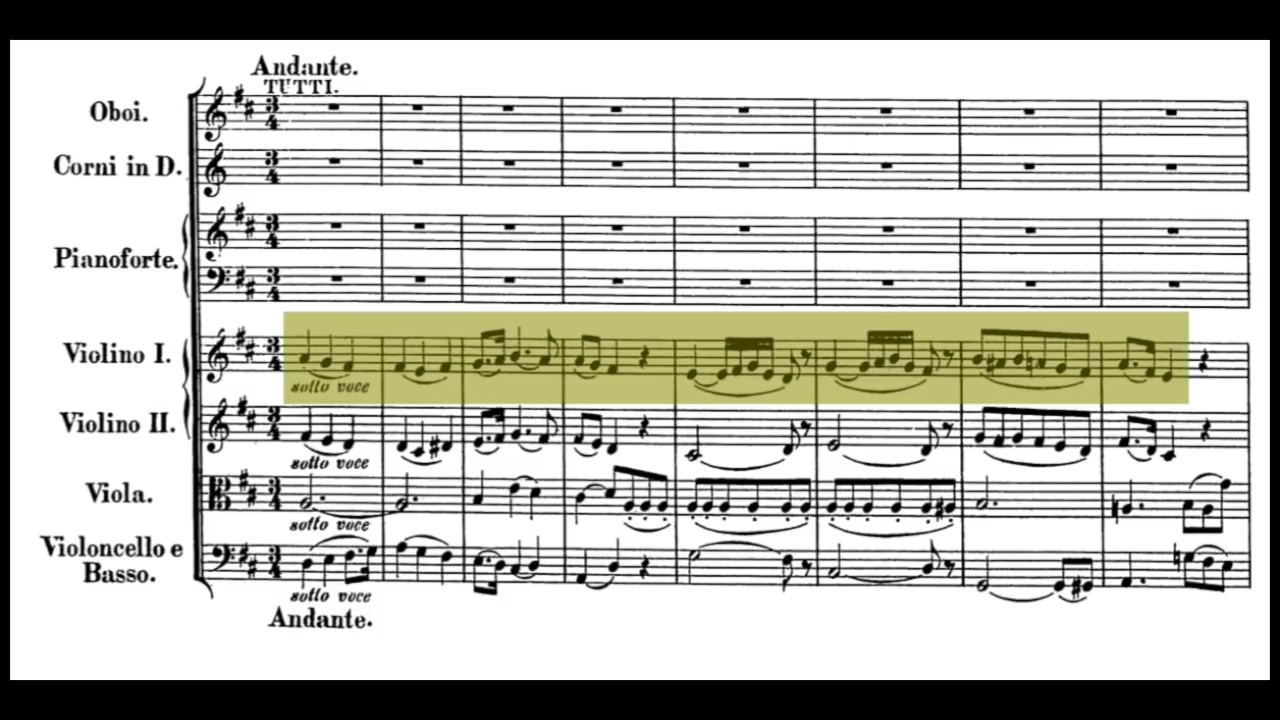 Andante.
TUTTI.
Oboi.
Corni in D.
Pianoforte.
Violino I.
sotto voce
Violino II.
sotto voce
Viola.
sotto voce
Violoncello e
Basso.
sotto voce
Andante.